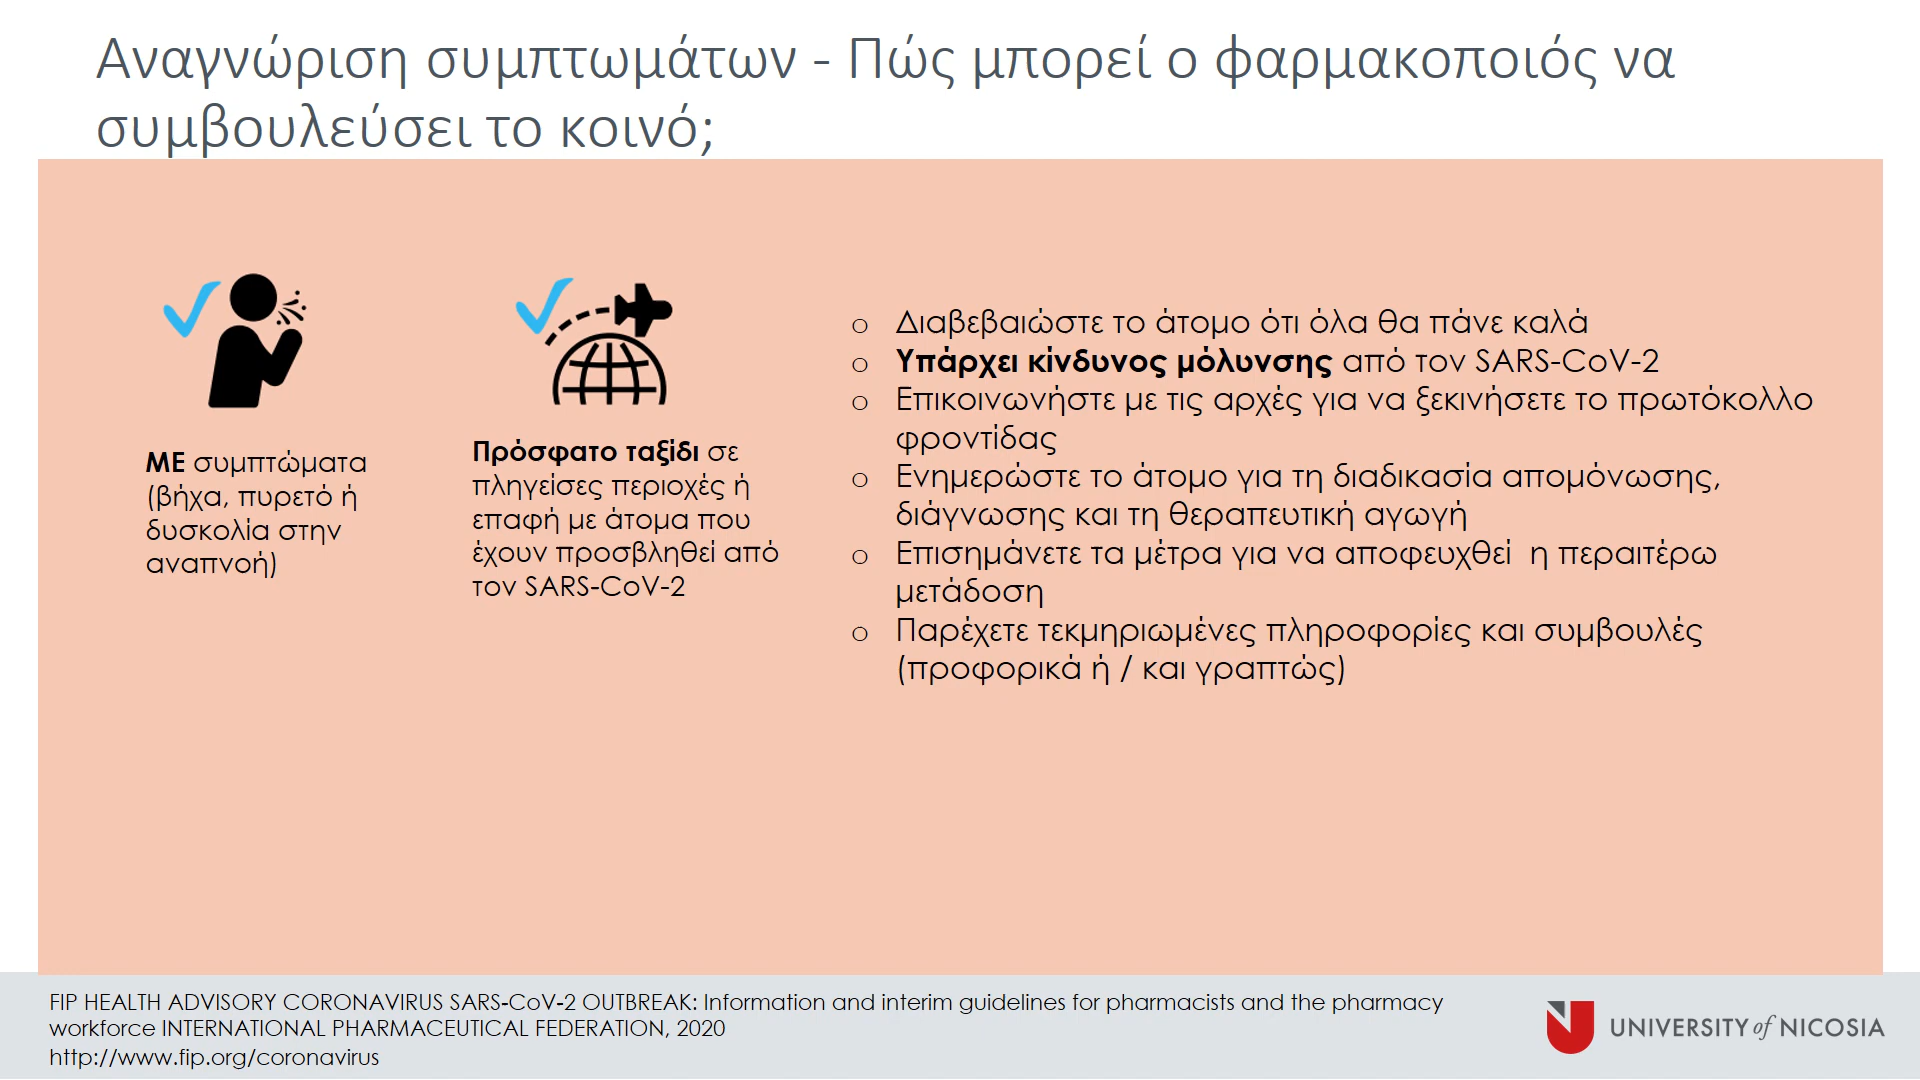 Αναγνώριση συμπτωμάτων - Πώς μπορεί ο φαρμακοποιός να
συμβουλεύσει το κοινό;
ΜΕ συμπτώματα
(βήχα, πυρετό ή
δυσκολία στην
αναπνοή)
Πρόσφατο ταξίδι σε
πληγείσες περιοχές ή
επαφή με άτομα που
έχουν προσβληθεί από
τον SARS-CoV-2
o Διαβεβαιώστε το άτομο ότι όλα θα πάνε καλά
o Υπάρχει κίνδυνος μόλυνσης από τον SARS-CoV-2
o Επικοινωνήστε με τις αρχές για να ξεκινήσετε το πρωτόκολλο
φροντίδας
o Ενημερώστε το άτομο για τη διαδικασία απομόνωσης,
διάγνωσης και τη θεραπευτική αγωγή
o Επισημάνετε τα μέτρα για να αποφευχθεί  η περαιτέρω
μετάδοση
o Παρέχετε τεκμηριωμένες πληροφορίες και συμβουλές
(προφορικά ή / και γραπτώς)
FIP HEALTH ADVISORY CORONAVIRUS SARS-CoV-2 OUTBREAK: Information and interim guidelines for pharmacists and the pharmacy
workforce INTERNATIONAL PHARMACEUTICAL FEDERATION, 2020
http://www.fip.org/coronavirus
UNIVERSITY of NICOSIA